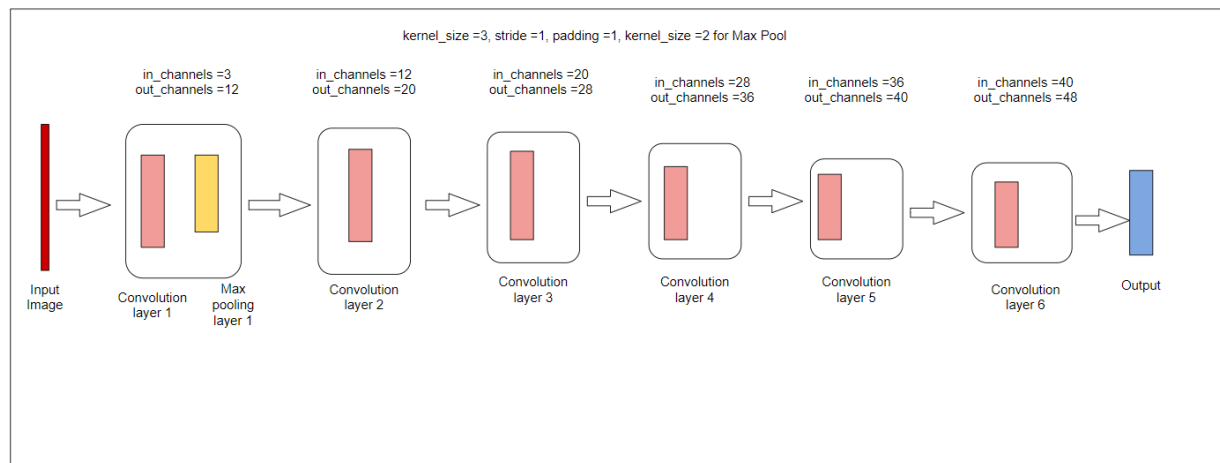 kernel_size =3, stride =1, padding =1, kernel_size =2 for Max Pool
in_channels =3
out_channels =12
in_channels =12
out_channels =20
in_channels =20
out_channels =28
in_channels =28
out_channels =36
in_channels =36
out_channels =40
in_channels =40
out_channels =48
Input
Image
Convolution
layer 1
Max
pooling
layer 1
Convolution
layer 2
Convolution
layer 3
Convolution
layer 4
Convolution
layer 5
Convolution
layer 6
Output